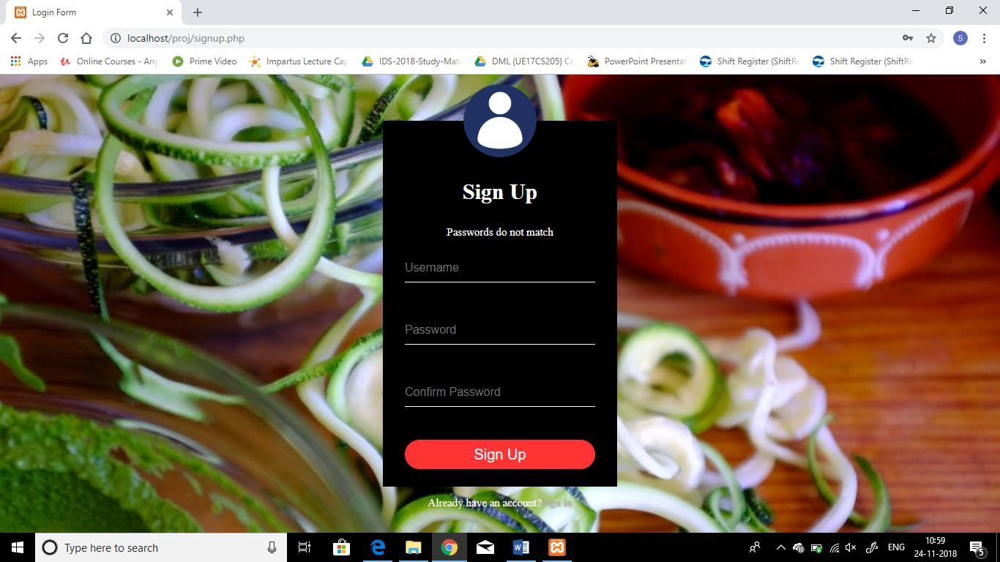 Login Form
localhost/proj/signup.php
S
Apps
Online Courses - Any
Prime Video
Impartus Lecture Cap
IDS-2018-Study-Mate
DML (UE17CS205) Co
PowerPoint Presentat
Shift Register (ShiftRe
Shift Register (ShiftRe
»
Sign Up
Passwords do not match
Username
Password
Confirm Password
Sign Up
Already have an account?Sign in
Type here to search
ENG
10:59
24-11-2018
5